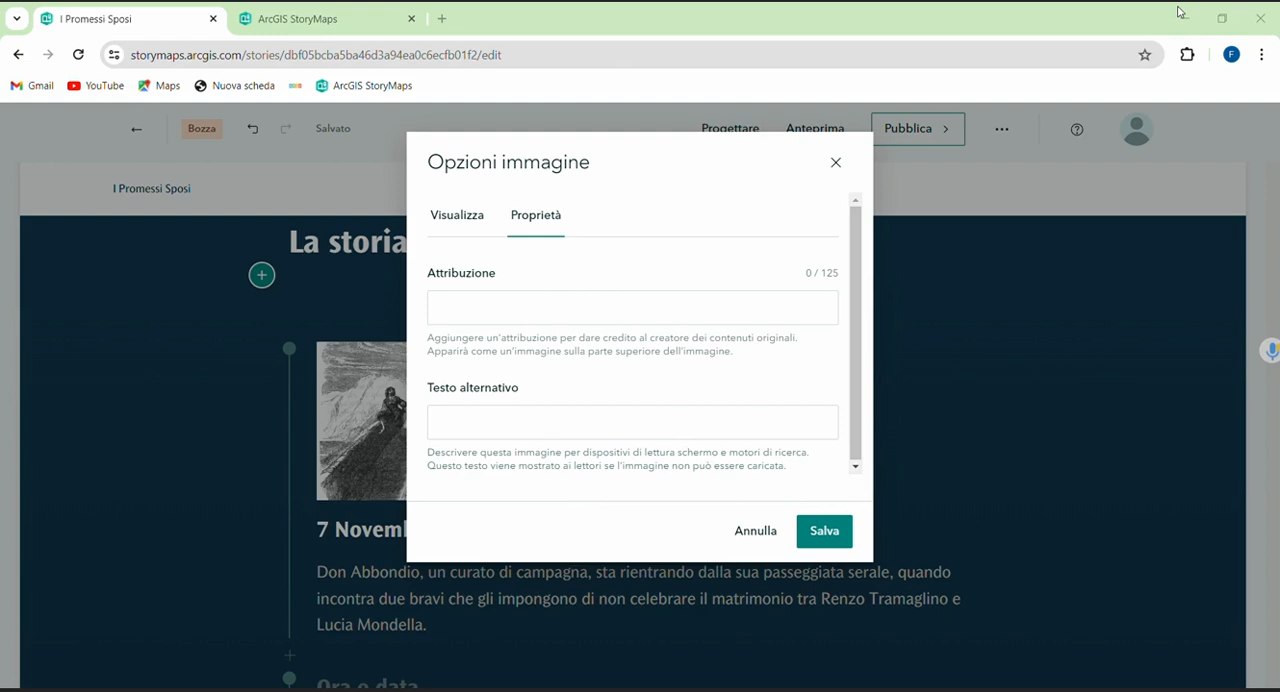 I Promessi Sposi
ArcGIS StoryMaps
storymaps.arcgis.com/stories/dbf05bcba5ba46d3a94ea0c6ecfb01f2/edit
F
Gmail
YouTube
Maps
Nuova scheda
ArcGIS StoryMaps
Bozza
Salvato
Progettare
Anteprima
Pubblica
I Promessi Sposi
La storia
Opzioni immagine
Visualizza
Proprietà
Attribuzione
0 / 125
Aggiungere un'attribuzione per dare credito al creatore dei contenuti originali.
Apparirà come un'immagine sulla parte superiore dell'immagine.
Testo alternativo
Descrivere questa immagine per dispositivi di lettura schermo e motori di ricerca.
Questo testo viene mostrato ai lettori se l'immagine non può essere caricata.
Annulla
Salva
7 Novem
Don Abbondio, un curato di campagna, sta rientrando dalla sua passeggiata serale, quando
incontra due bravi che gli impongono di non celebrare il matrimonio tra Renzo Tramaglino e
Lucia Mondella.
Ora e data